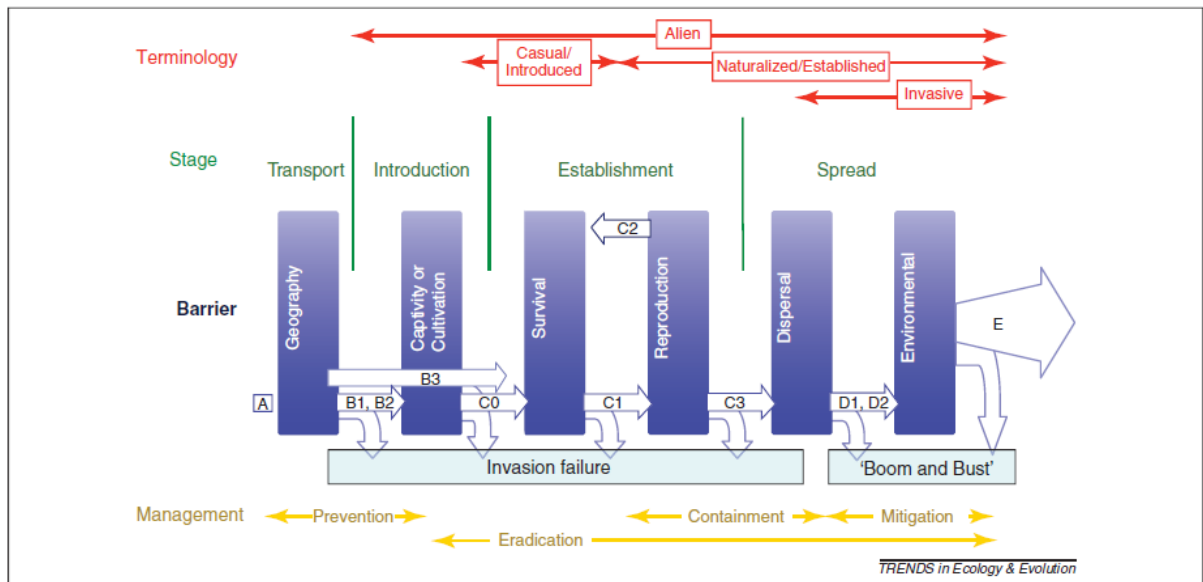 Terminology
Alien
Casual/
Introduced
Naturalized/Established
Invasive
Stage
Transport
Introduction
Establishment
Spread
Barrier
Geography
Captivity or
Cultivation
Survival
Reproduction
Dispersal
Environmental
C2
E
B3
A
B1, B2
C0
C1
C3
D1, D2
Invasion failure
'Boom and Bust'
Management
Prevention
Containment
Mitigation
Eradication
TRENDS in Ecology & Evolution